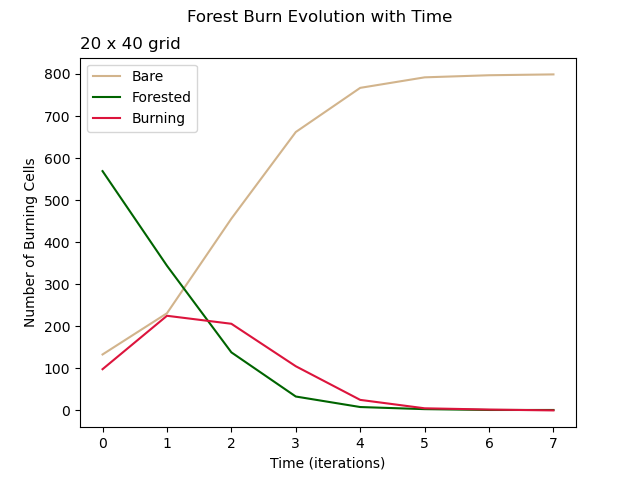 Forest Burn Evolution with Time
20 x 40 grid
Bare
Forested
Burning
Number of Burning Cells
800
700
600
500
400
300
200
100
0
0 1 2 3 4 5 6 7
Time (iterations)